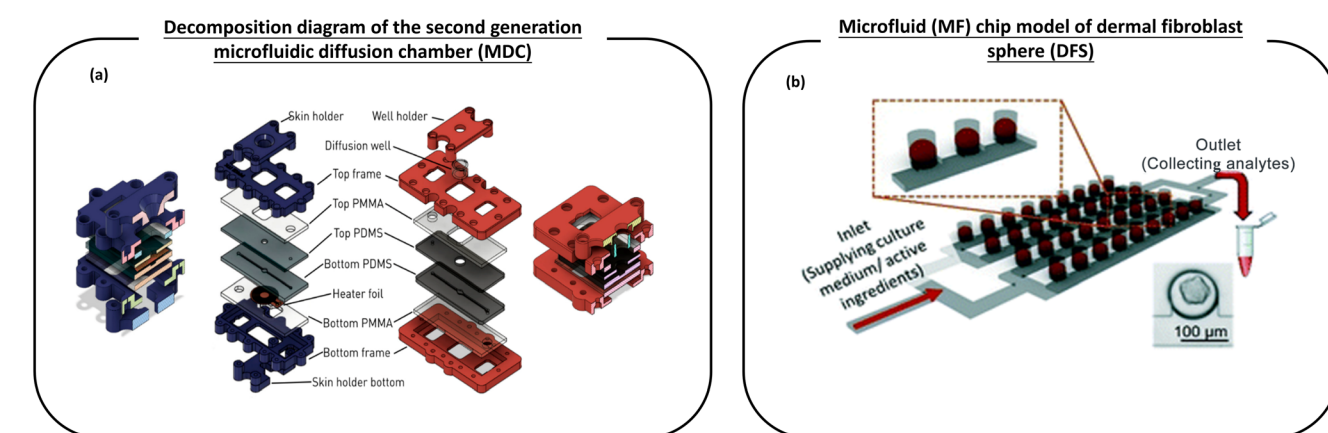 Decomposition diagram of the second generation
microfluidic diffusion chamber (MDC)
(a)
Skin holder
Well holder
Diffusion well
Top frame
Top PMMA
Top PDMS
Bottom PDMS
Heater foil
Bottom PMMA
Bottom frame
Skin holder bottom
Microfluid (MF) chip model of dermal fibroblast
sphere (DFS)
(b)
Outlet
(Collecting analytes)
Inlet
(Supplying culture
medium/ active
ingredients)
100 μm